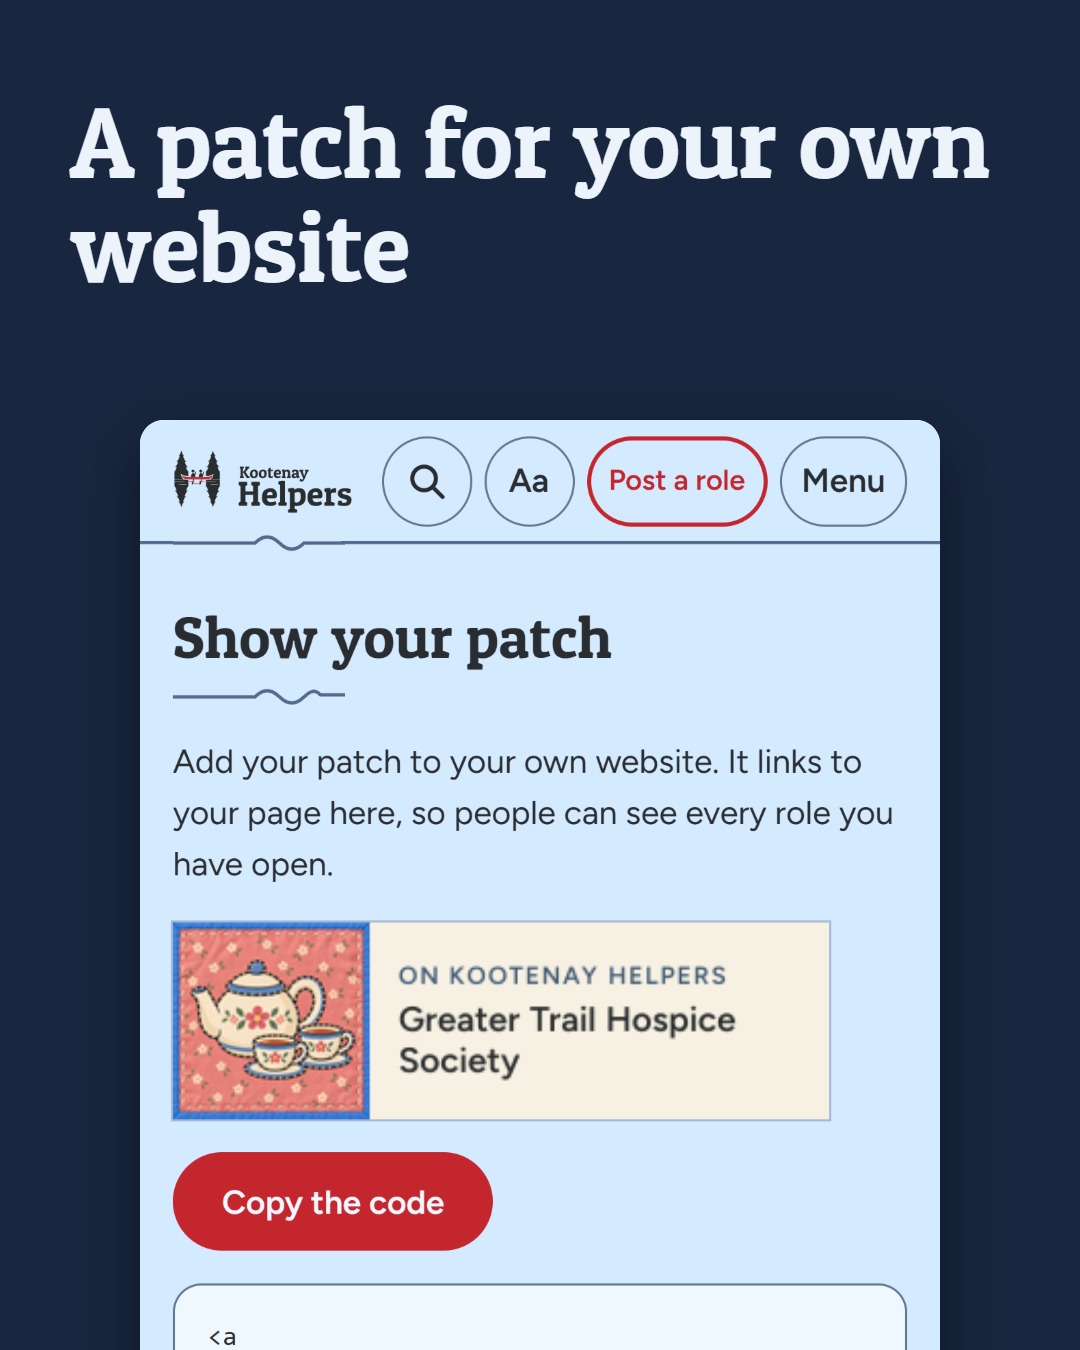 A patch for your own
website
Kootenay
Helpers
Aa
Post a role
Menu
Show your patch
Add your patch to your own website. It links to
your page here, so people can see every role you
have open.
ON KOOTENAY HELPERS
Greater Trail Hospice
Society
Copy the code
<a